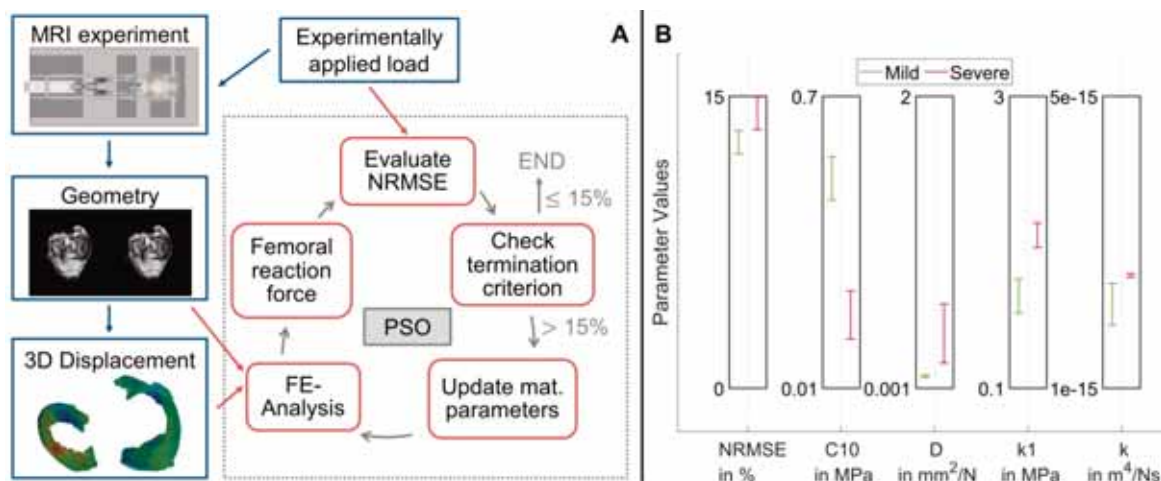 MRI experiment
Experimentally
applied load
A
Geometry
3D Displacement
Evaluate
NRMSE
END
≤ 15%
Check
termination
criterion
> 15%
Update mat.
parameters
FE-
Analysis
Femoral
reaction
force
PSO
B
Mild
Severe
Parameter Values
15
0
0.7
0.01
2
0.001
3
0.1
5e-15
1e-15
NRMSE
in %
C10
in MPa
D
in mm²/N
k1
in MPa
k
in m⁴/Ns